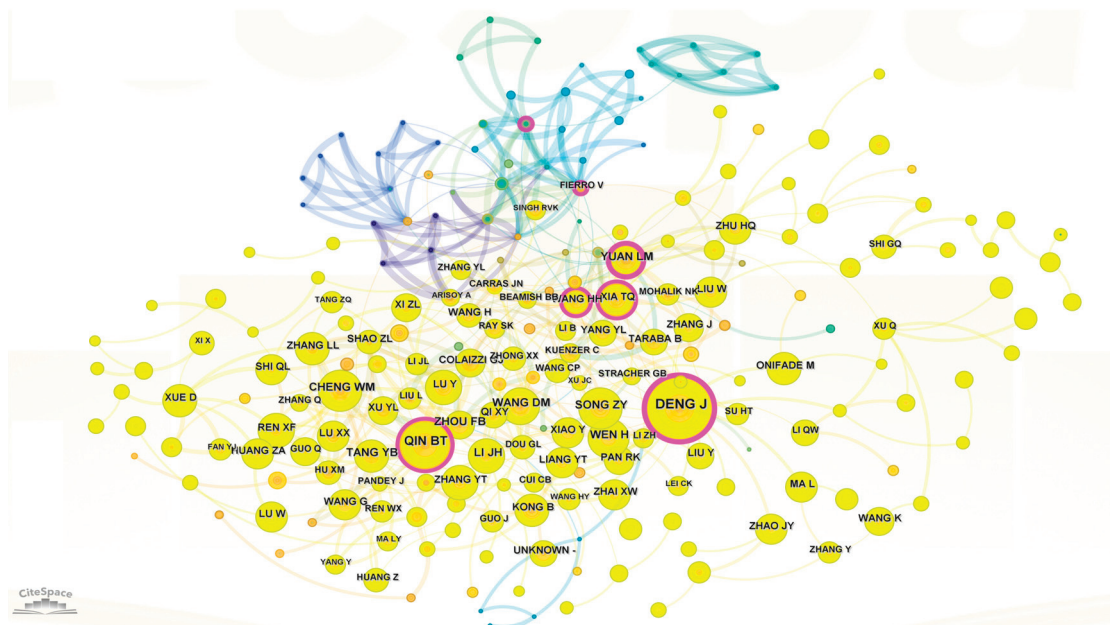 FIERRO V
SINGH RVK
ZHU HQ
SHI GQ
YUAN LM
ZHANG YL
CARRAS JN
MOHALIK NK
LIU W
TANG ZQ
ARISOY A
BEAMISH BB
WANG HH
XIA TQ
XI ZL
WANG H
RAY SK
LI B
YANG YL
ZHANG J
XU Q
XI X
ZHANG LL
SHAO ZL
TARABA B
SHI QL
LI JL
COLAIZZI GJ
ZHONG XX
KUENZER C
ONIFADE M
WANG CP
STRACHER GB
CHENG WM
LU Y
XU JC
XUE D
ZHANG Q
LIU L
XU YL
WANG DM
SONG ZY
DENG J
QI XY
SU HT
ZHOU FB
REN XF
LU XX
QIN BT
XIAO Y
WEN H
LI ZH
LI QW
FAN YJ
HUANG ZA
GUO Q
TANG YB
LI JH
DOU GL
LIANG YT
PAN RK
LIU Y
HU XM
PANDEY J
ZHANG YT
CUI CB
LEI CK
MA L
WANG HY
ZHAI XW
WANG G
REN WX
KONG B
LU W
GUO J
WANG K
ZHAO JY
MA LY
UNKNOWN -
ZHANG Y
YANG Y
HUANG Z
CiteSpace